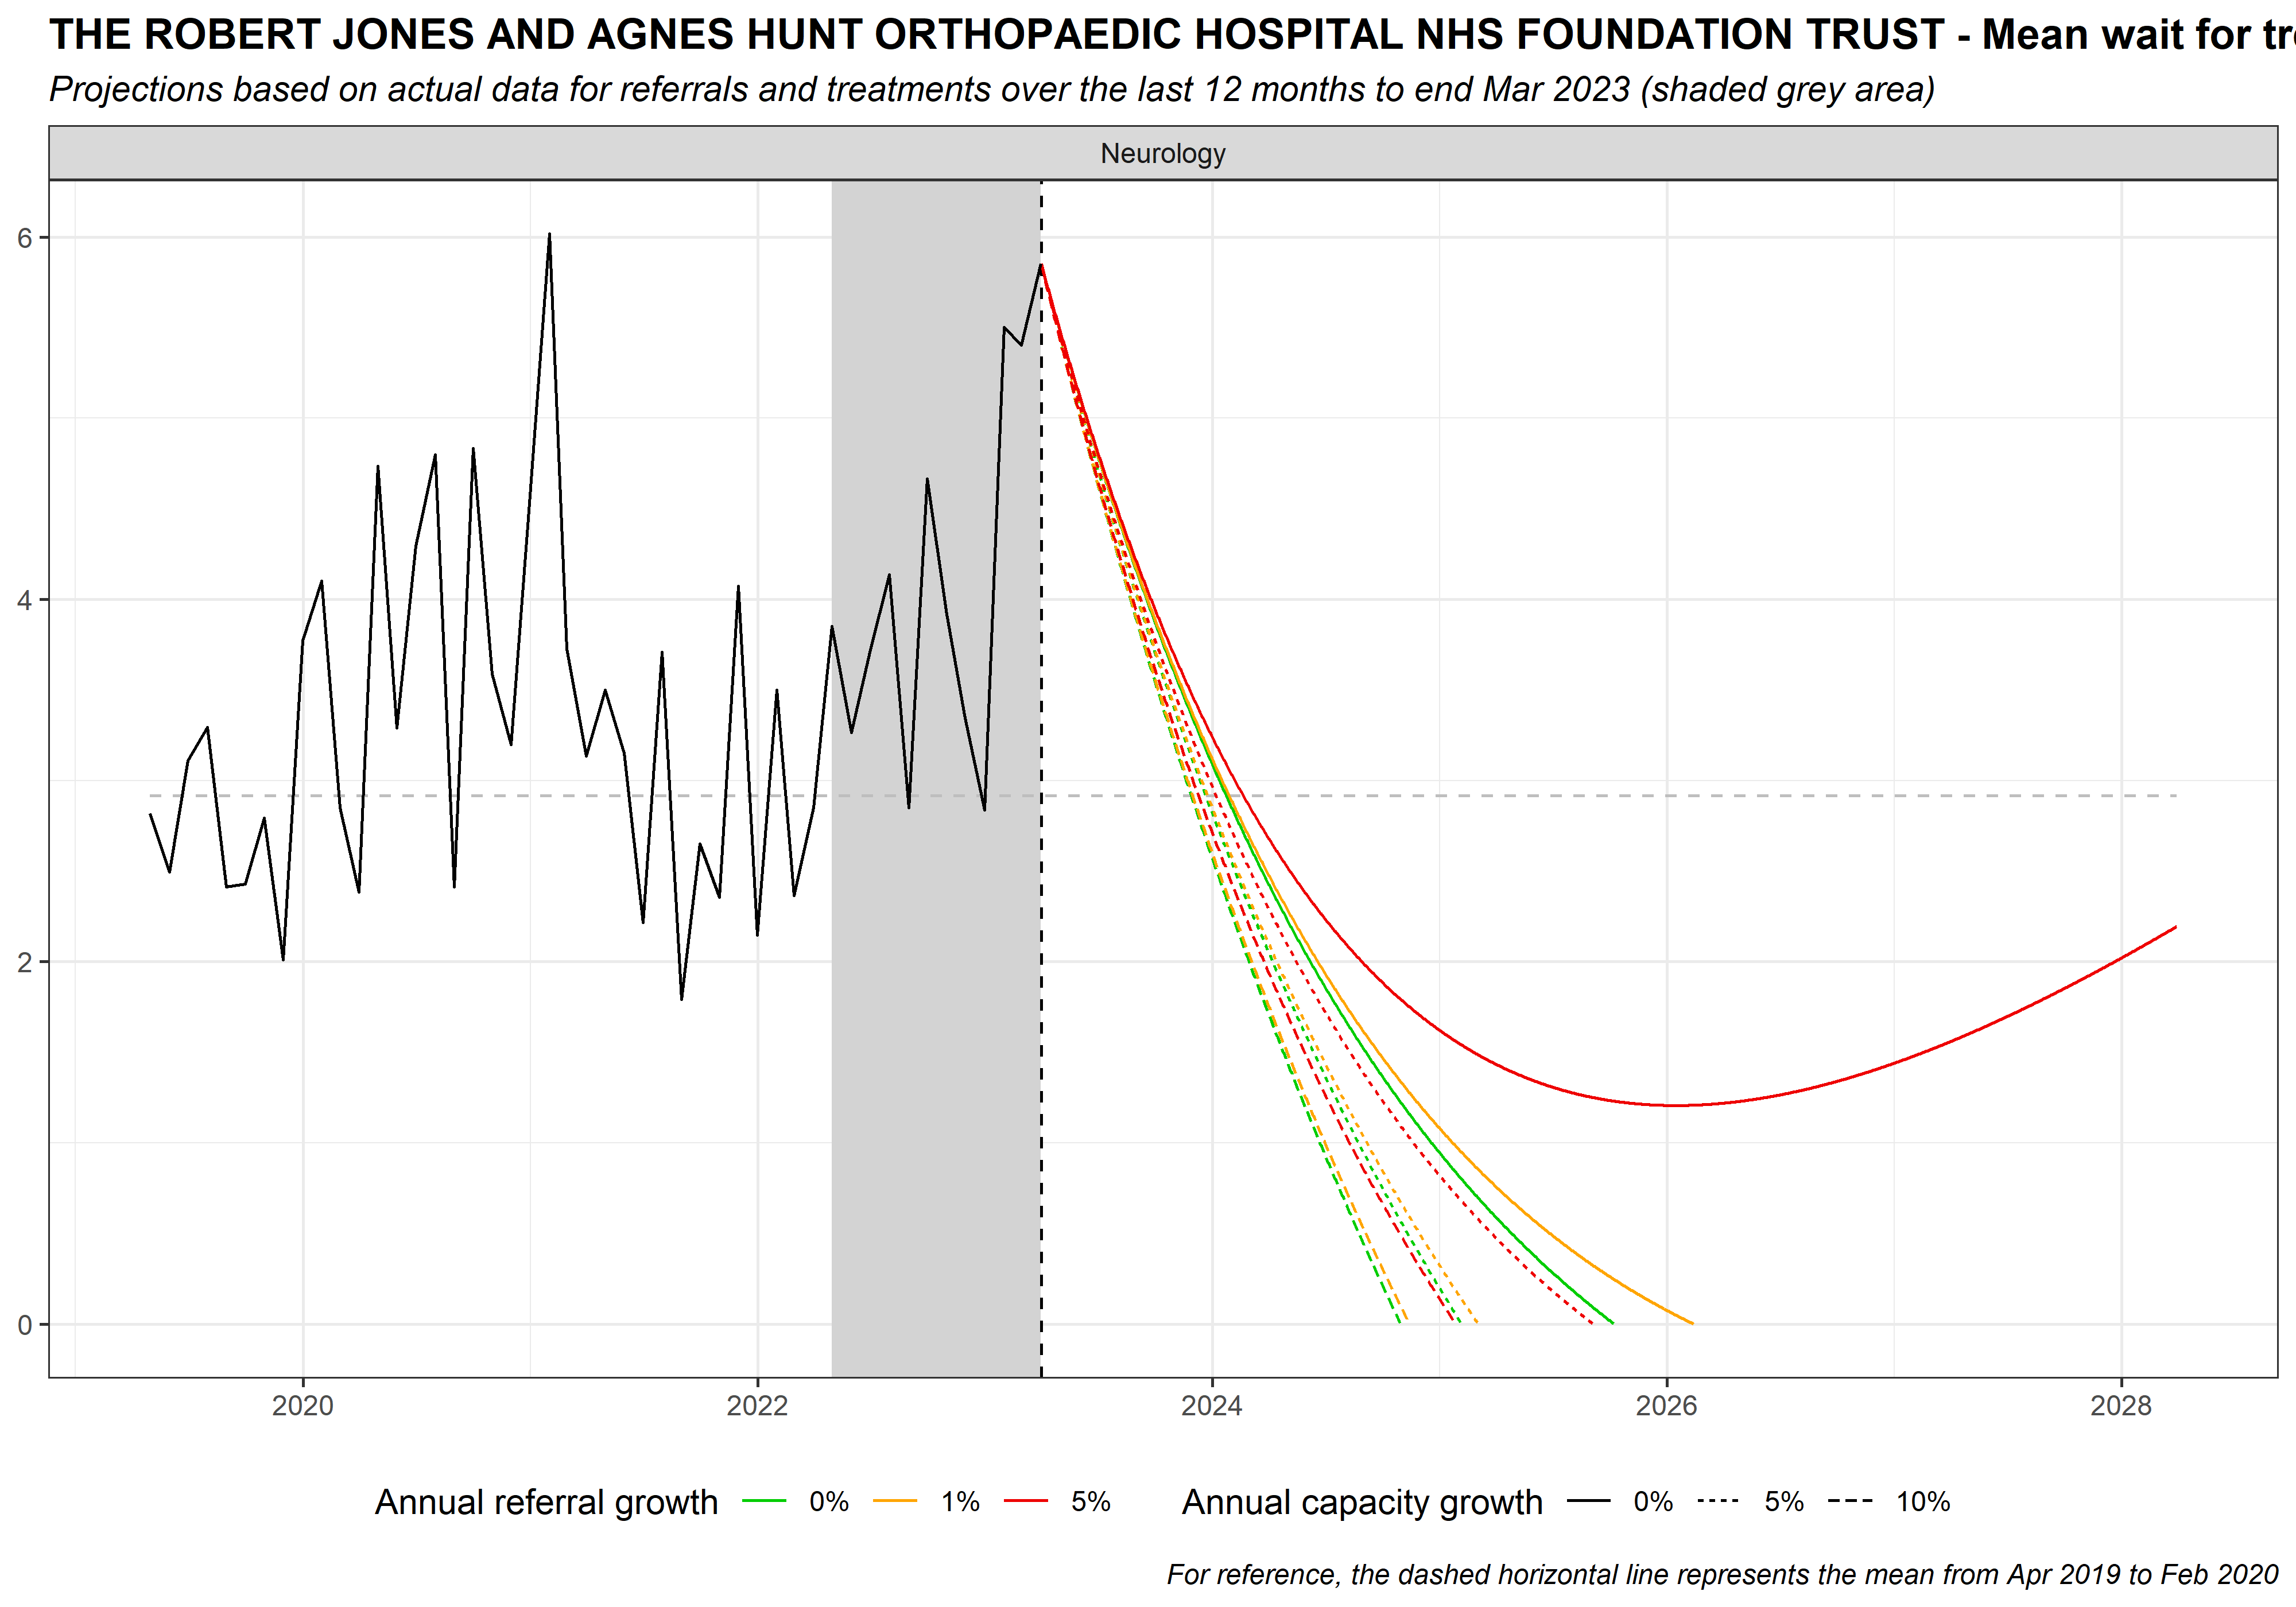 THE ROBERT JONES AND AGNES HUNT ORTHOPAEDIC HOSPITAL NHS FOUNDATION TRUST - Mean wait for
Projections based on actual data for referrals and treatments over the last 12 months to end Mar 2023 (shaded grey area)
Neurology
6
4
2
0
2020 2022 2024 2026 2028
Annual referral growth 0% 1% 5% Annual capacity growth 0% 5% 10%
For reference, the dashed horizontal line represents the mean from Apr 2019 to Feb 2020